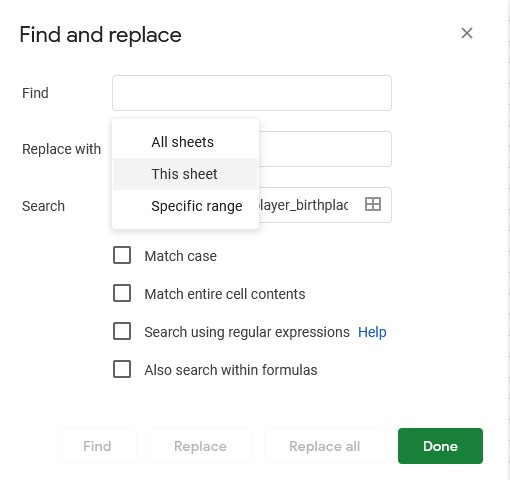 Find and replace
Find
All sheets
Replace with
This sheet
Search
Specific range
player_birthplac
Match case
Match entire cell contents
Search using regular expressions Help
Also search within formulas
Find
Replace
Replace all
Done